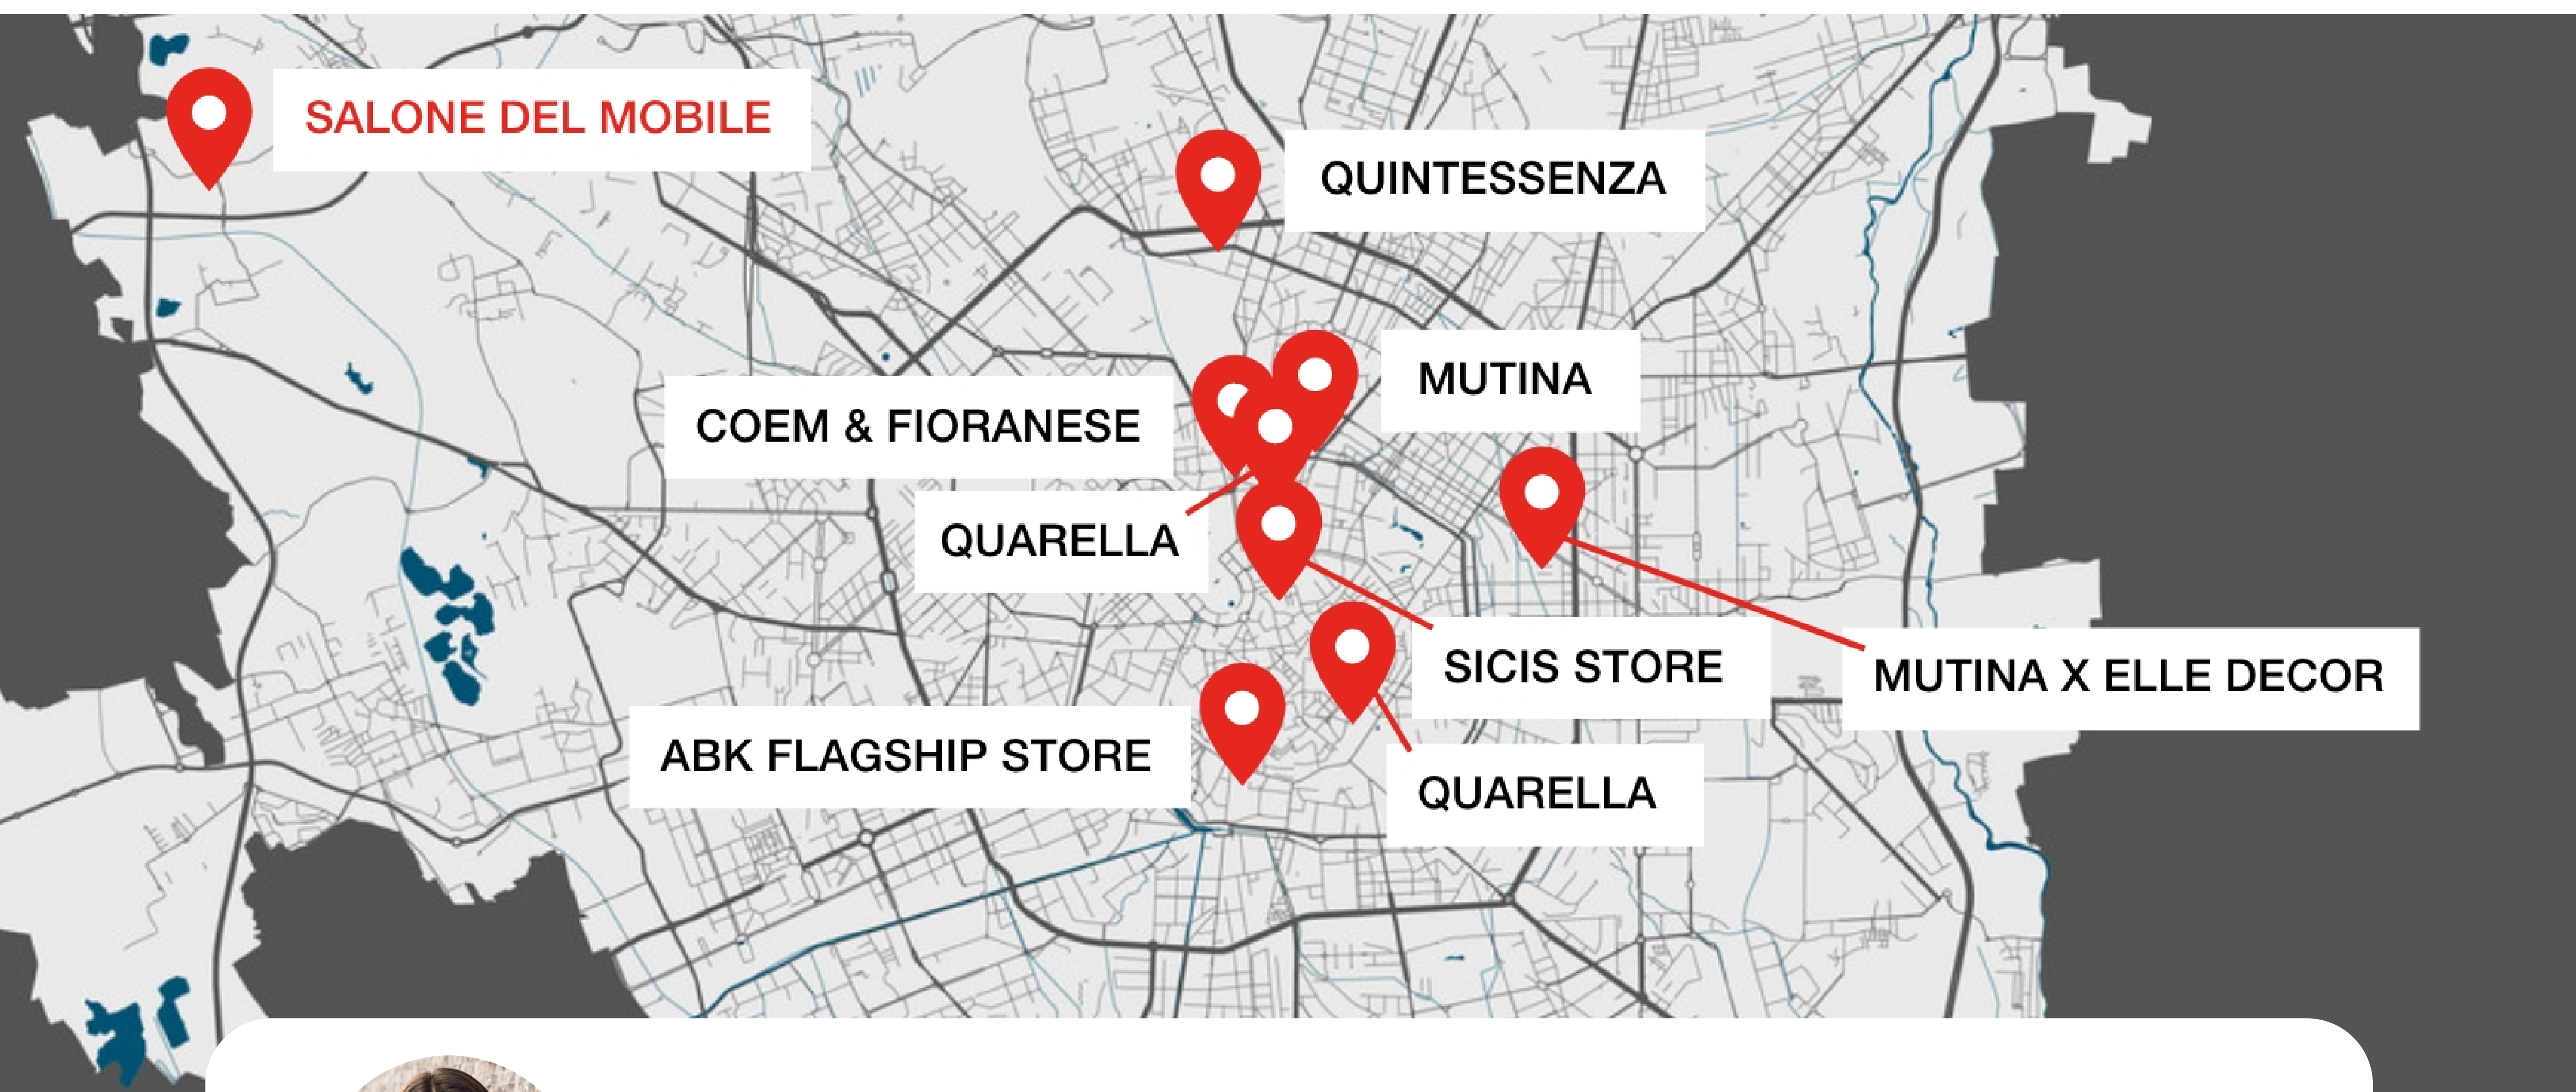 SALONE DEL MOBILE
QUINTESSENZA
MUTINA
COEM & FIORANESE
QUARELLA
SICIS STORE
MUTINA X ELLE DECOR
ABK FLAGSHIP STORE
QUARELLA